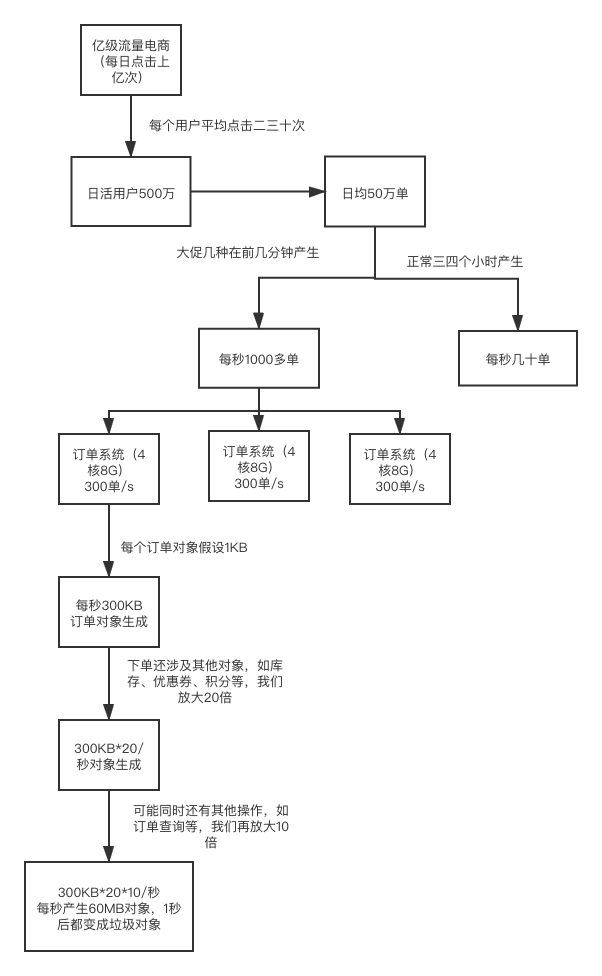 亿级流量电商
（每日点击上
亿次）
每个用户平均点击二三十次
日活用户500万
日均50万单
大促几种在前几分钟产生
正常三四个小时产生
每秒1000多单
每秒几十单
订单系统（4
核8G）
300单/s
订单系统（4
核8G）
300单/s
订单系统（4
核8G）
300单/s
每个订单对象假设1KB
每秒300KB
订单对象生成
下单还涉及其他对象，如库
存、优惠券、积分等，我们
放大20倍
300KB*20/
秒对象生成
可能同时还有其他操作，如
订单查询等，我们再放大10
倍
300KB*20*10/秒
每秒产生60MB对象，1秒
后都变成垃圾对象